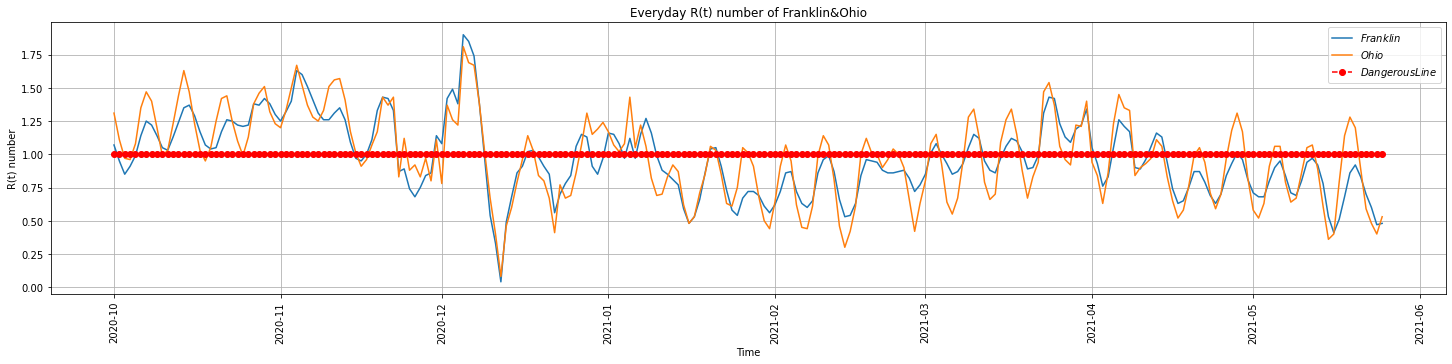 Everyday R(t) number of Franklin&Ohio
Franklin
Ohio
DangerousLine
R(t) number
1.75
1.50
1.25
1.00
0.75
0.50
0.25
0.00
2020-10
2020-11
2020-12
2021-01
2021-02
2021-03
2021-04
2021-05
2021-06
Time